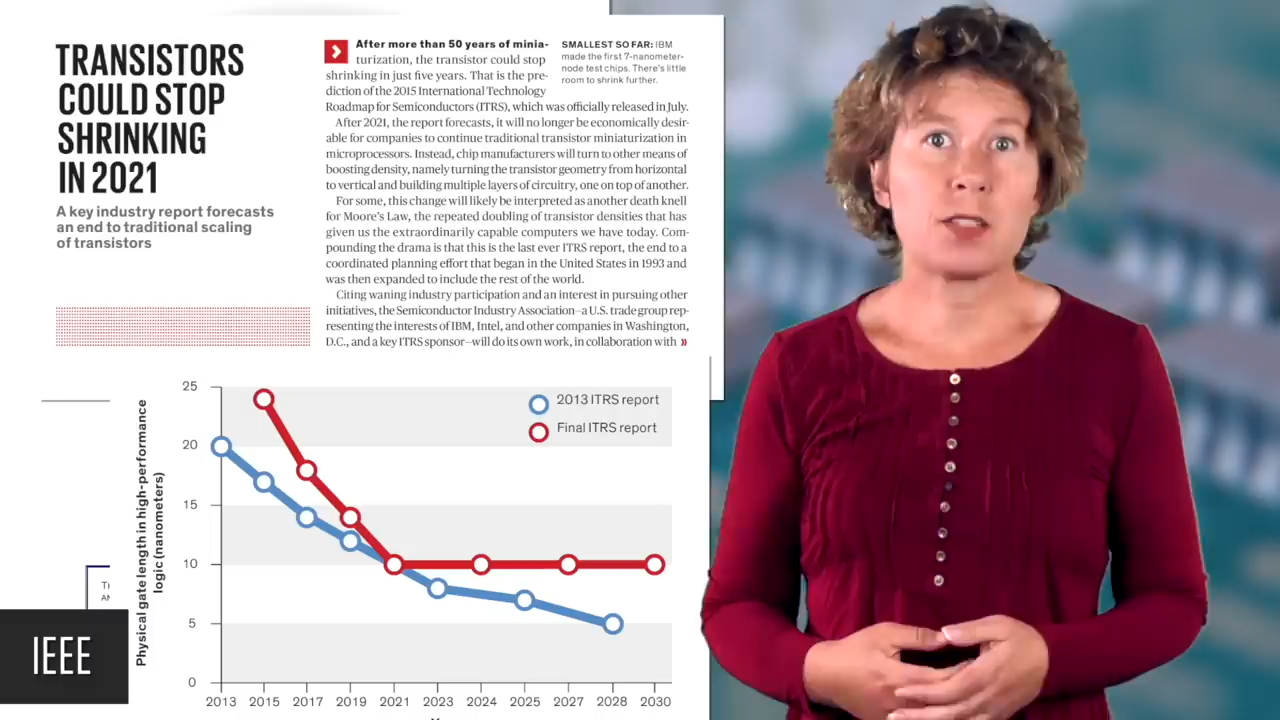 TRANSISTORS
COULD STOP
SHRINKING
IN 2021
A key industry report forecasts
an end to traditional scaling
of transistors
After more than 50 years of minia-
turization, the transistor could stop
shrinking in just five years. That is the pre-
diction of the 2015 International Technology
Roadmap for Semiconductors (ITRS), which was officially released in July.
After 2021, the report forecasts, it will no longer be economically desir-
able for companies to continue traditional transistor miniaturization in
microprocessors. Instead, chip manufacturers will turn to other means of
boosting density, namely turning the transistor geometry from horizontal
to vertical and building multiple layers of circuitry, one on top of another.
For some, this change will likely be interpreted as another death knell
for Moore's Law, the repeated doubling of transistor densities that has
given us the extraordinarily capable computers we have today. Com-
pounding the drama is that this is the last ever ITRS report, the end to a
coordinated planning effort that began in the United States in 1993 and
was then expanded to include the rest of the world.
Citing waning industry participation and an interest in pursuing other
initiatives, the Semiconductor Industry Association—a U.S. trade group rep-
resenting the interests of IBM, Intel, and other companies in Washington,
D.C., and a key ITRS sponsor—will do its own work, in collaboration with »
SMALLEST SO FAR: IBM
made the first 7-nanometer-
node test chips. There's little
room to shrink further.
Physical gate length in high-performance
logic (nanometers)
25
20
15
10
5
0
2013 ITRS report
Final ITRS report
2013 2015 2017 2019 2021 2023 2024 2026 2027 2028 2030
IEEE